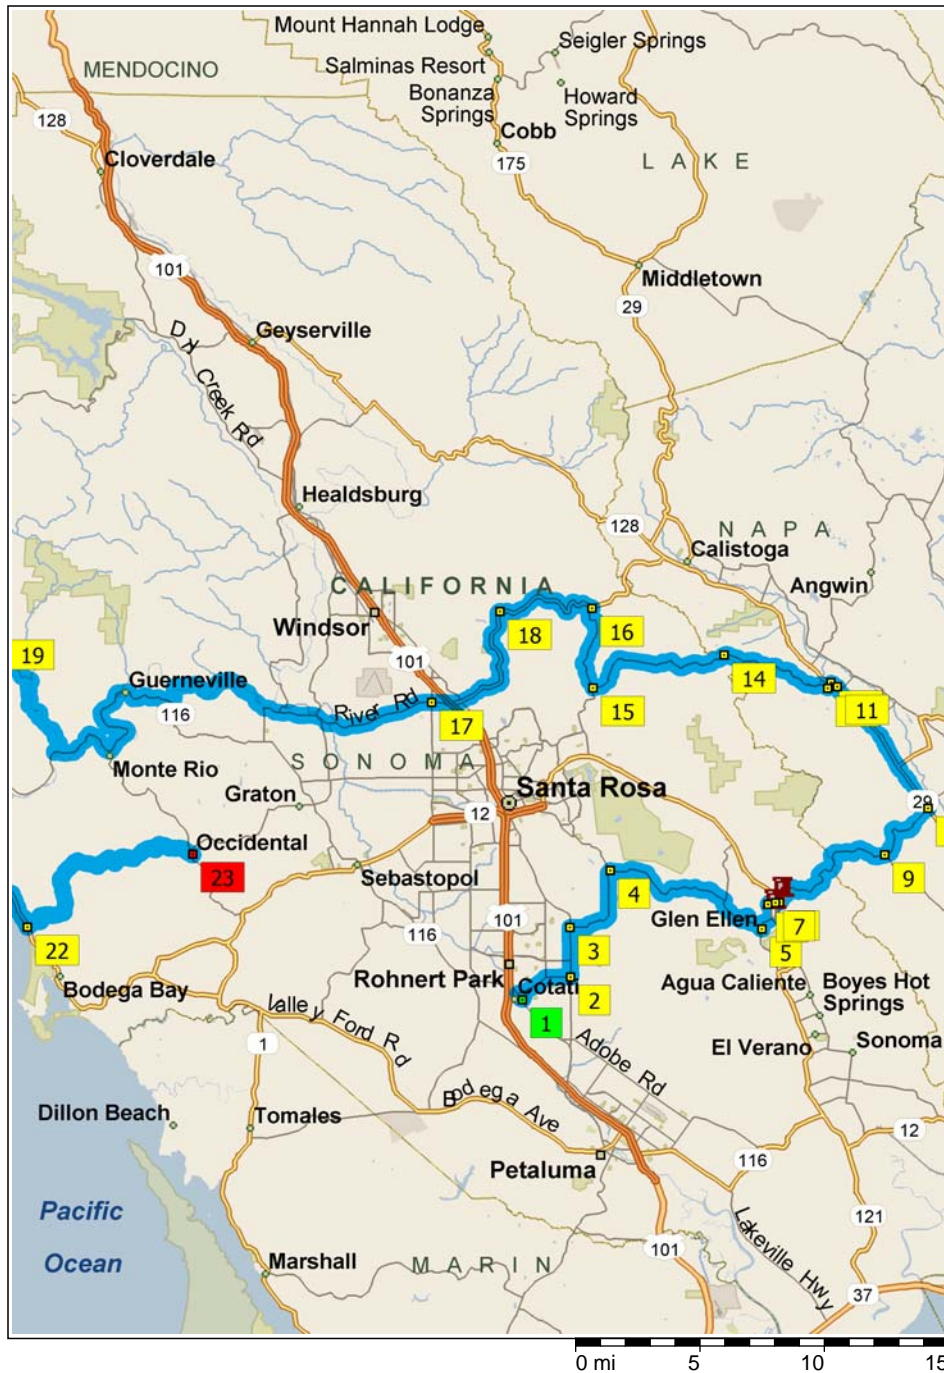 Mount Hannah Lodge
Seigler Springs
Salminas Resort
MENDOCINO
Bonanza
Springs
Howard
Springs
128
Cobb
Cloverdale
175
L A K E
101
Middletown
29
Geyserville
Dry Creek Rd
Healdsburg
128
N A P A
Calistoga
CALIFORNIA
Angwin
Windsor
18
16
19
101
Guerneville
14
116
River Rd
17
15
11
Monte Rio
S O N O M A
Graton
12
Santa Rosa
29
Occidental
23
Sebastopol
4
9
101
116
Glen Ellen
7
22
3
5
Rohnert Park
Cotati
2
Agua Caliente
Boyes Hot
Springs
Bodega Bay
1
Valley Ford Rd
1
Adobe Rd
El Verano
Sonoma
Bodega Ave
Dillon Beach
Tomales
12
Petaluma
116
Pacific
Ocean
121
Lakeville Hwy
101
Marshall
M A R I N
37
0 mi
5
10
15